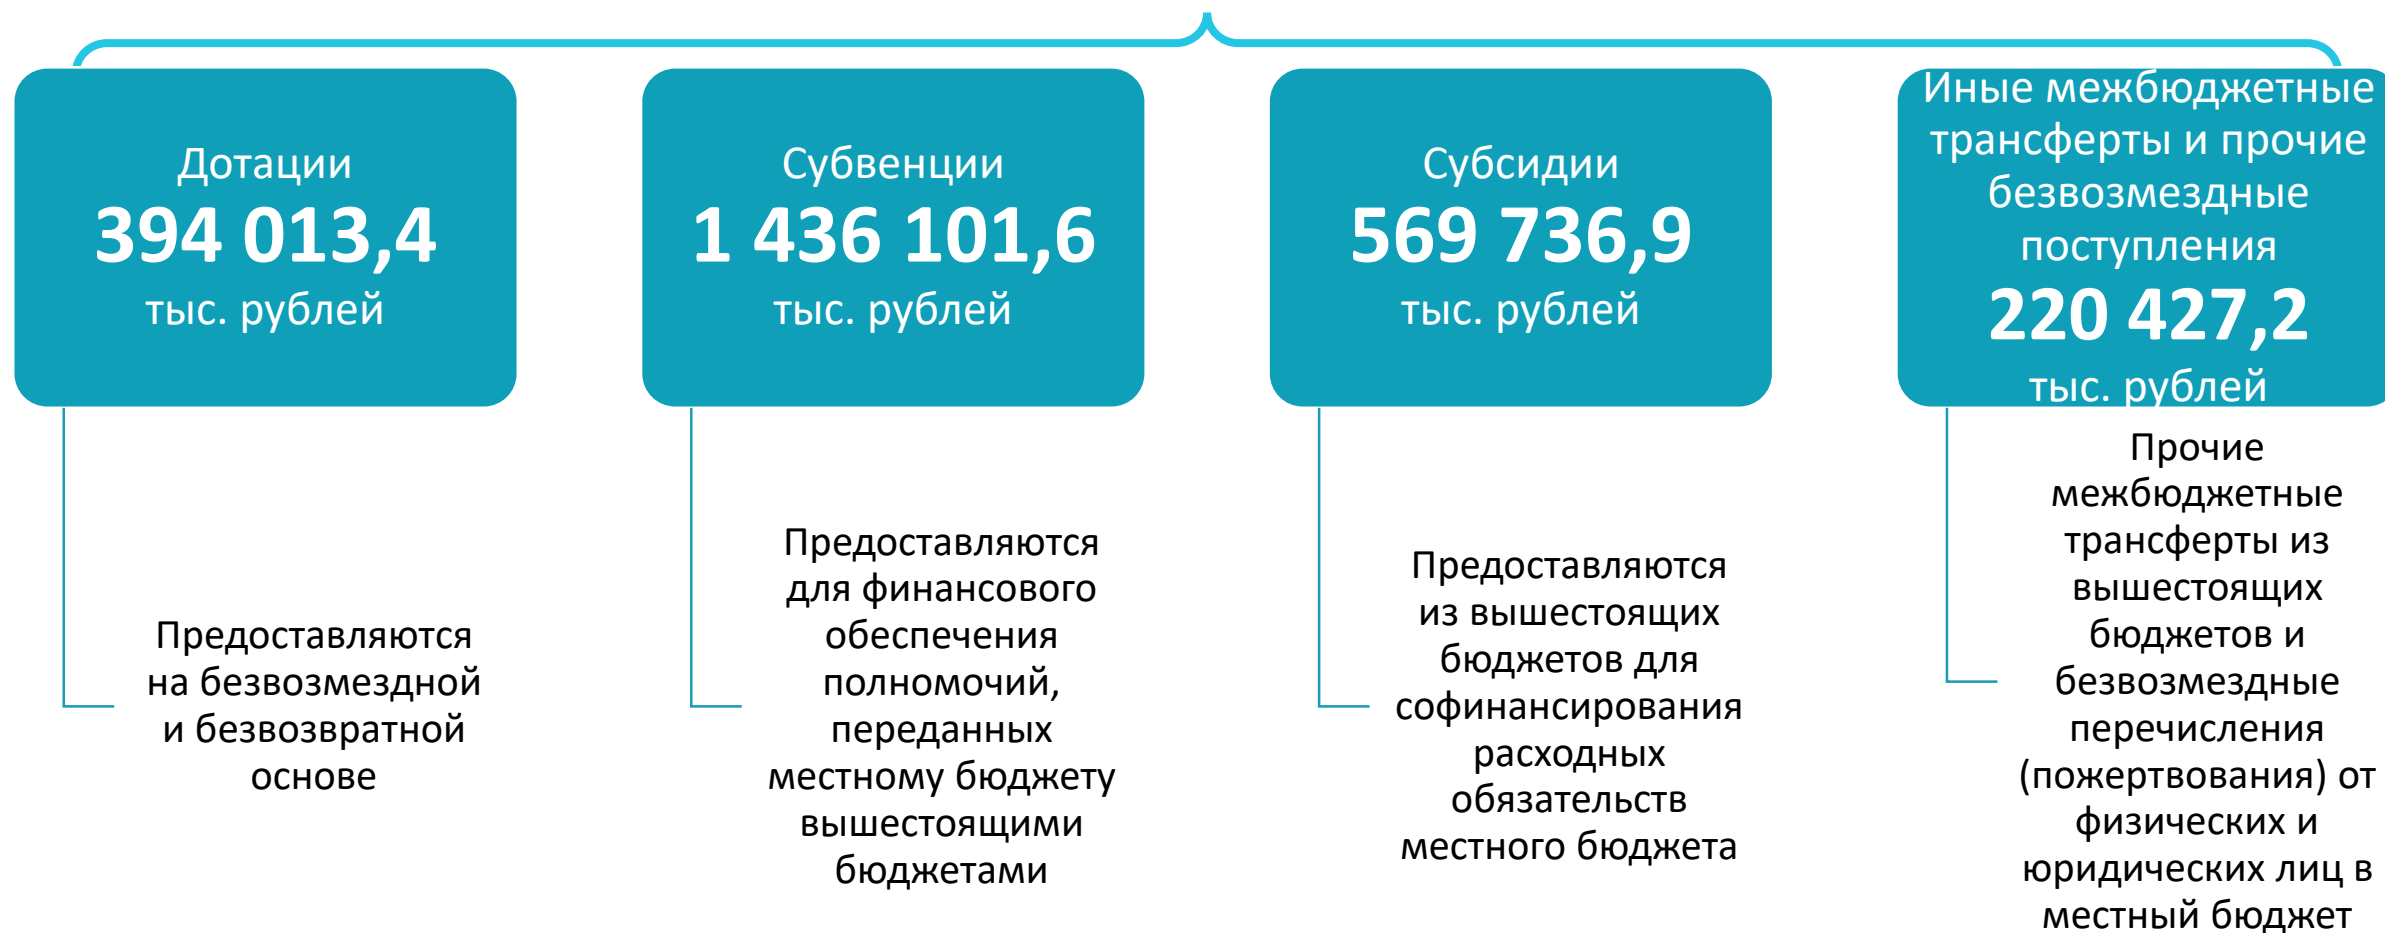 Дотации
394 013,4
тыс. рублей
Предоставляются
на безвозмездной
и безвозвратной
основе
Субвенции
1 436 101,6
тыс. рублей
Предоставляются
для финансового
обеспечения
полномочий,
переданных
местному бюджету
вышестоящими
бюджетами
Субсидии
569 736,9
тыс. рублей
Предоставляются
из вышестоящих
бюджетов для
софинансирования
расходных
обязательств
местного бюджета
Иные межбюджетные
трансферты и прочие
безвозмездные
поступления
220 427,2
тыс. рублей
Прочие
межбюджетные
трансферты из
вышестоящих
бюджетов и
безвозмездные
перечисления
(пожертвования) от
физических и
юридических лиц в
местный бюджет